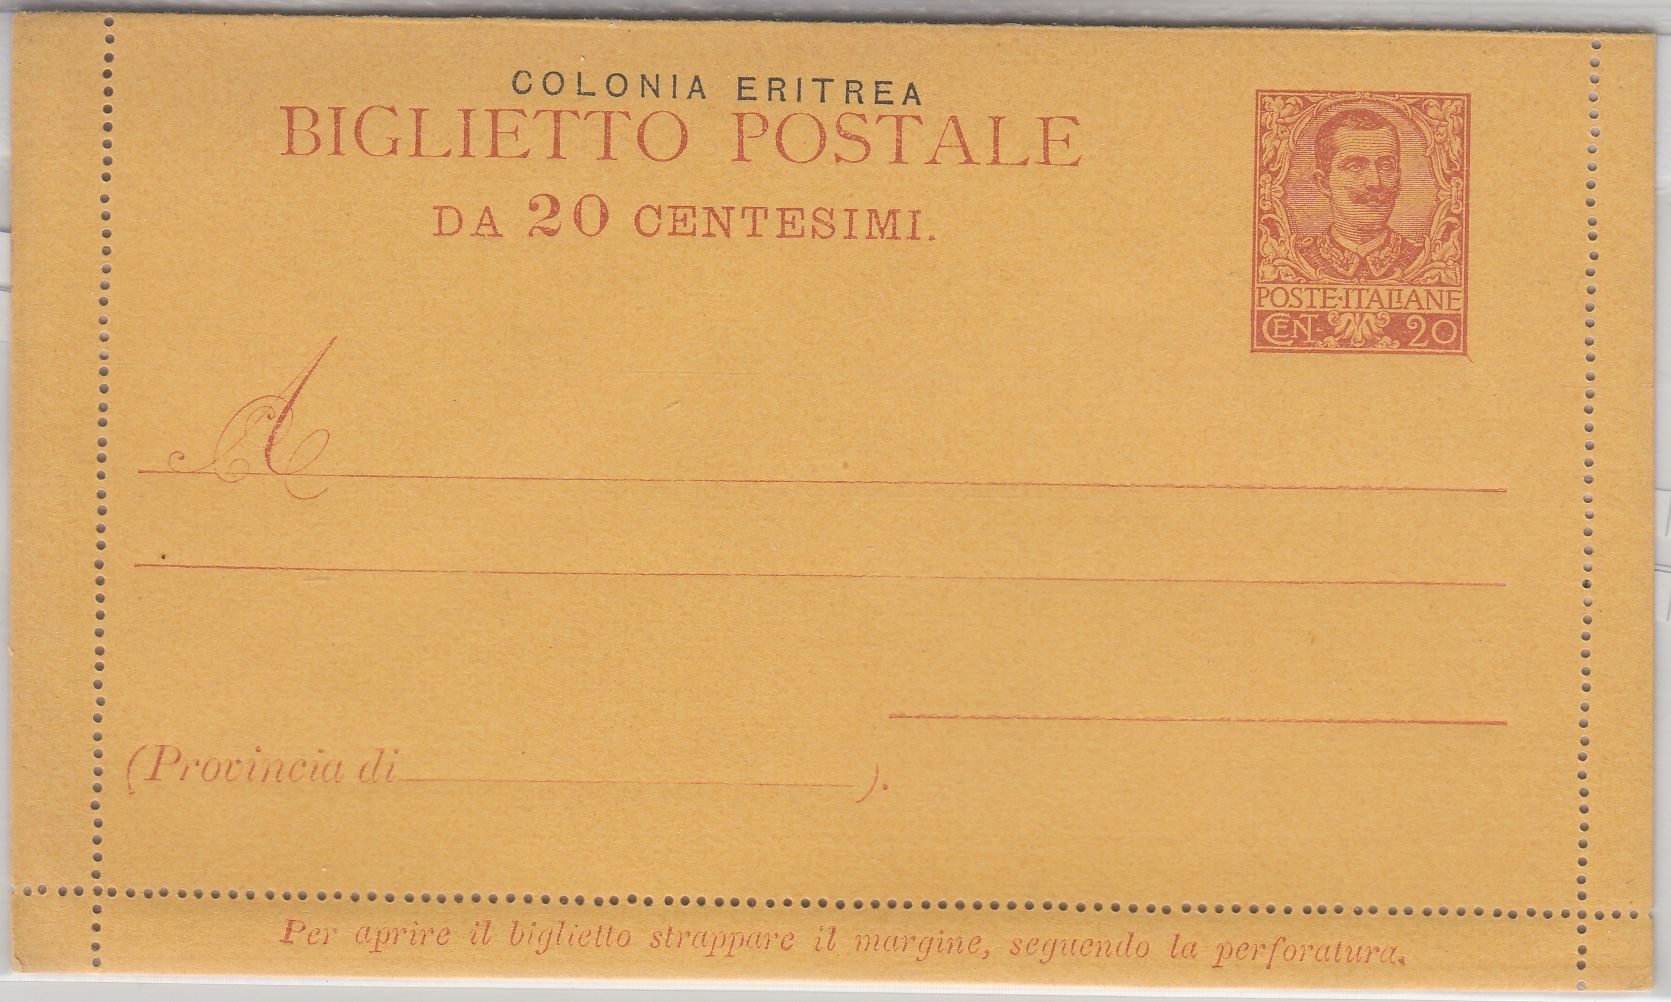 COLONIA ERITREA
BIGLIETTO POSTALE
DA 20 CENTESIMI.
POSTE·ITALIANE
CENT. 20
A
(Provincia di ).
Per aprire il biglietto strappare il margine, seguendo la perforatura.